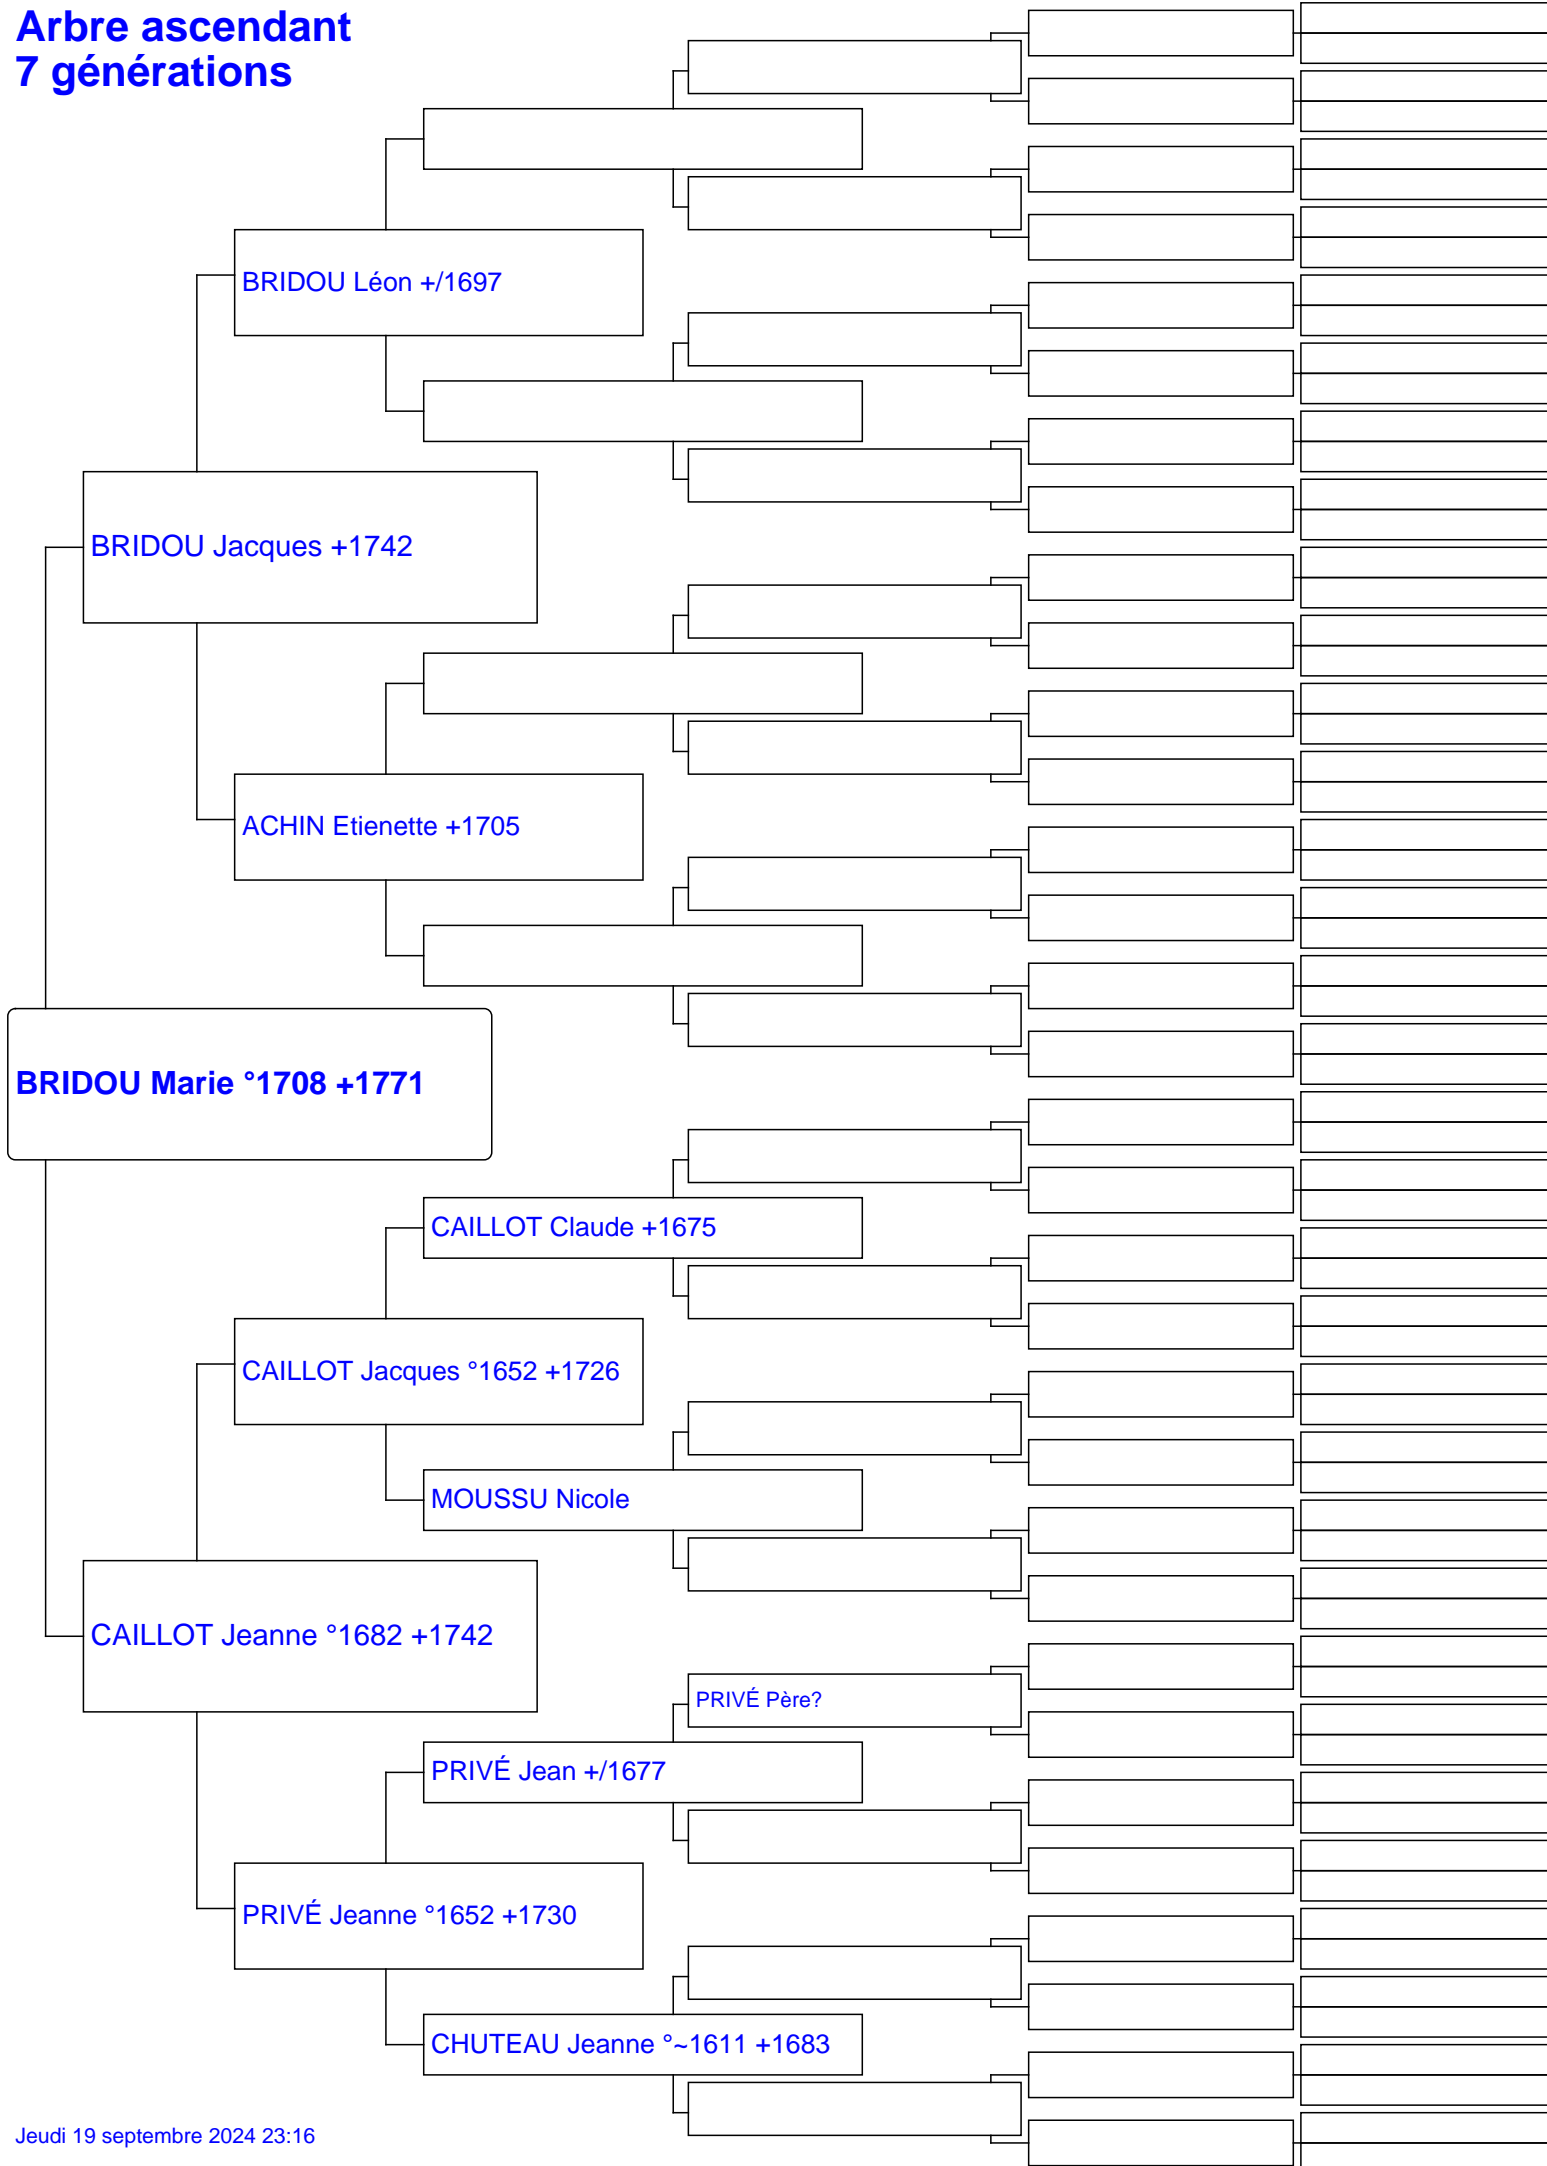 Arbre ascendant
7 générations
BRIDOU Léon +/1697
BRIDOU Jacques +1742
ACHIN Etienette +1705
BRIDOU Marie °1708 +1771
CAILLOT Claude +1675
CAILLOT Jacques °1652 +1726
MOUSSU Nicole
CAILLOT Jeanne °1682 +1742
PRIVÉ Père?
PRIVÉ Jean +/1677
PRIVÉ Jeanne °1652 +1730
CHUTEAU Jeanne °~1611 +1683
Jeudi 19 septembre 2024 23:16